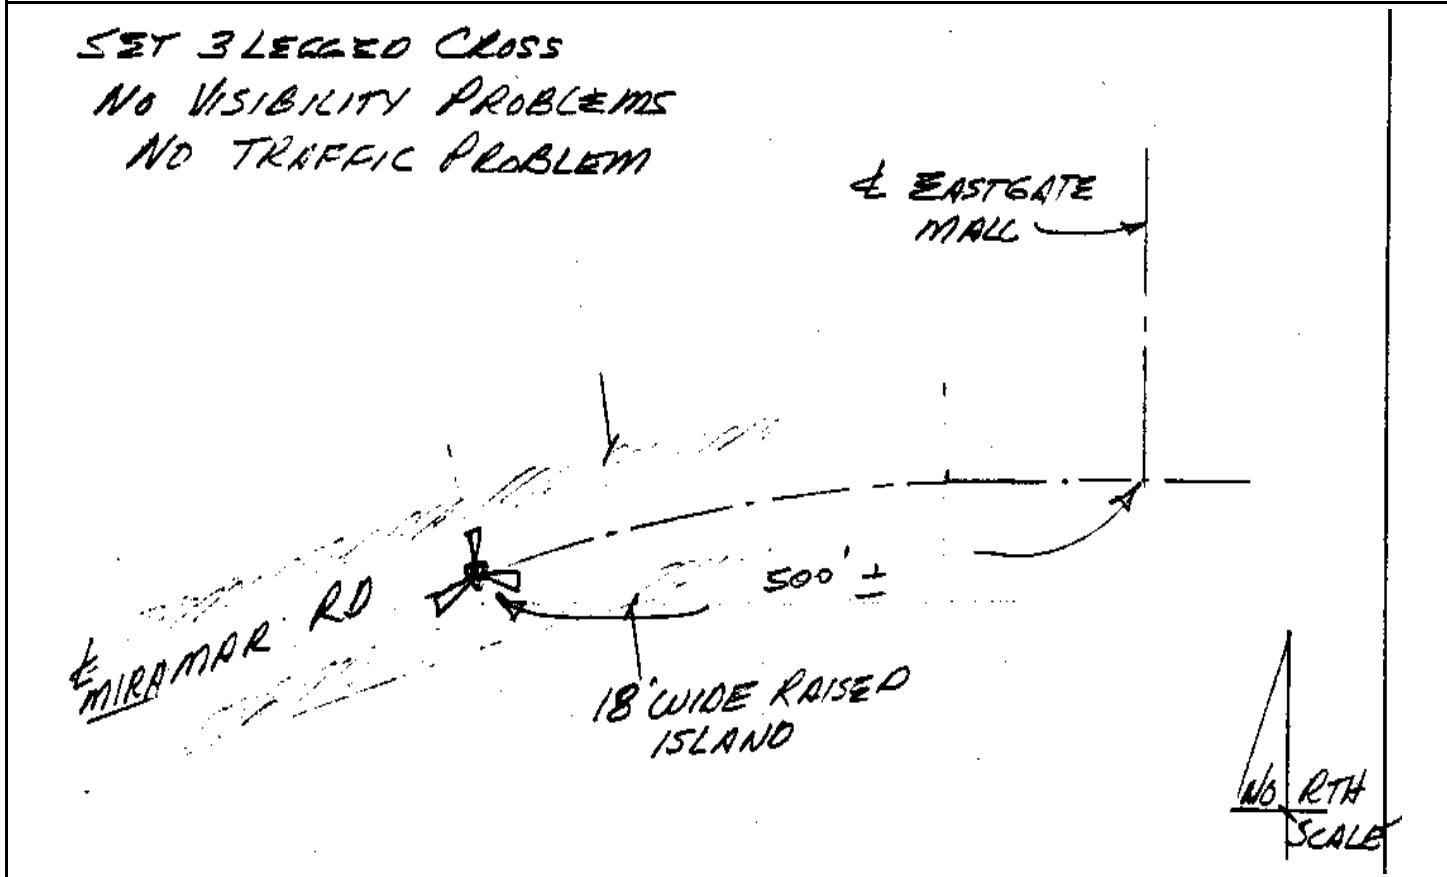 SET 3 LEGGED CROSS
NO VISIBILITY PROBLEMS
NO TRAFFIC PROBLEM
℄ EASTGATE
MALL
500' ±
℄ MIRAMAR RD
18' WIDE RAISED
ISLAND
NORTH
SCALE